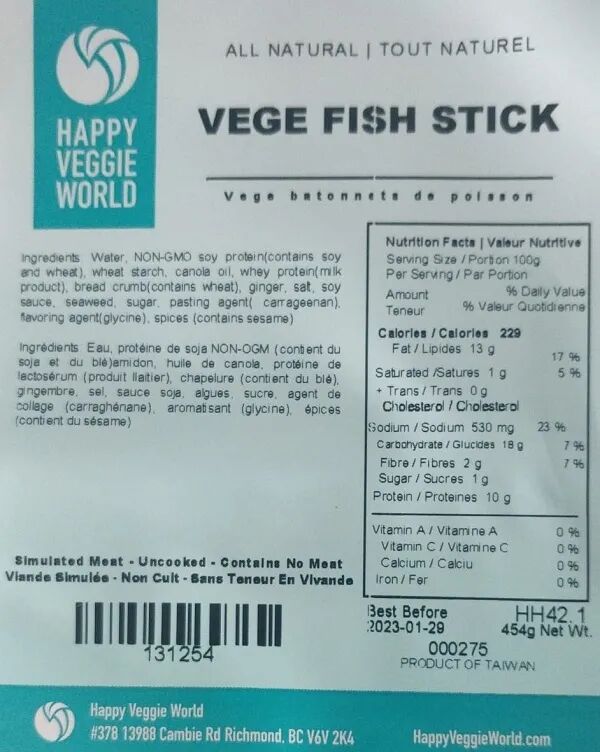 ALL NATURAL | TOUT NATUREL
HAPPY
VEGGIE
WORLD
VEGE FISH STICK
Vege batonnets de poisson
Ingredients Water, NON-GMO soy protein(contains soy
and wheat), wheat starch, canola oil, whey protein(milk
product), bread crumb(contains wheat), ginger, salt, soy
sauce, seaweed, sugar, pasting agent( carrageenan),
flavoring agent(glycine), spices (contains sesame)
Ingrédients Eau, protéine de soja NON-OGM (contient du
soja et du blé)amidon, huile de canola, protéine de
lactosérum (produit llaitier), chapelure (contient du blé),
gingembre, sel, sauce soja, algues, sucre, agent de
collage (carraghénane), aromatisant (glycine), épices
(contient du sésame)
Nutrition Facts | Valeur Nutritive
Serving Size / Portion 100g
Per Serving / Par Portion
Amount % Daily Value
Teneur % Valeur Quotidienne
Calories / Calories 229
Fat / Lipides 13 g 17 %
Saturated /Satures 1 g 5 %
+ Trans / Trans 0 g
Cholesterol / Cholesterol
Sodium / Sodium 530 mg 23 %
Carbohydrate / Glucides 18 g 7 %
Fibre / Fibres 2 g 7 %
Sugar / Sucres 1 g
Protein / Proteines 10 g
Vitamin A / Vitamine A 0 %
Vitamin C / Vitamine C 0 %
Calcium / Calciu 0 %
Iron / Fer 0 %
Simulated Meat - Uncooked - Contains No Meat
Viande Simulée - Non Cuit - Sans Teneur En Vivande
131254
Best Before HH42.1
2023-01-29 454g Net Wt.
000275
PRODUCT OF TAIWAN
Happy Veggie World
#378 13988 Cambie Rd Richmond, BC V6V 2K4
HappyVeggieWorld.com